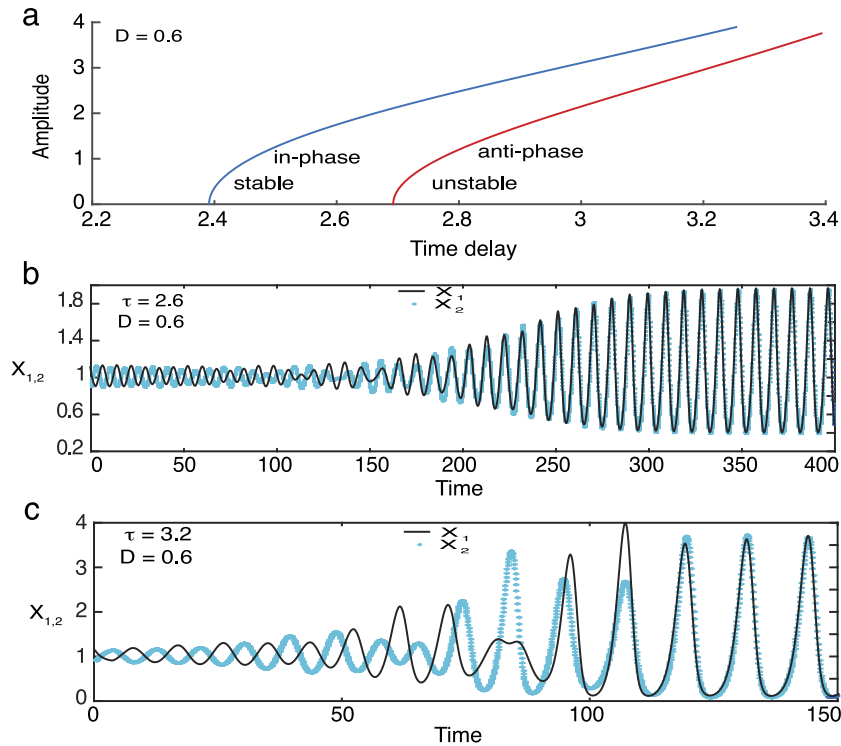 a
D = 0.6
Amplitude
4
3
2
1
0
in-phase
stable
anti-phase
unstable
2.2 2.4 2.6 2.8 3 3.2 3.4
Time delay
b
τ = 2.6
D = 0.6
X1
X2
X1,2
1.8
1.4
1
0.6
0.2
0 50 100 150 200 250 300 350 400
Time
c
τ = 3.2
D = 0.6
X1
X2
X1,2
4
3
2
1
0
0 50 100 150
Time